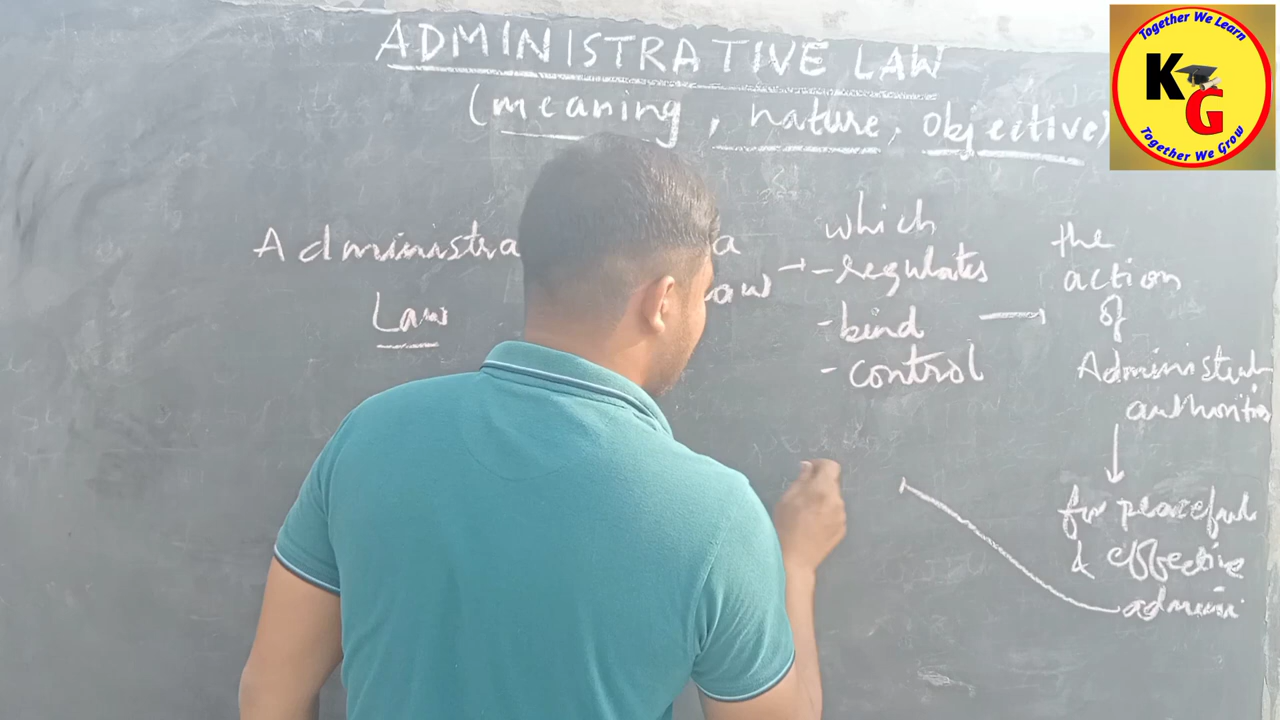 ADMINISTRATIVE LAW
(meaning, nature, objective)
Together We Learn
KG
Together We Grow
Administra
Law
a
aw
which
- regulates
- bind
- control
the
action
of
Administrati
authorities
for peaceful
& effective
admini